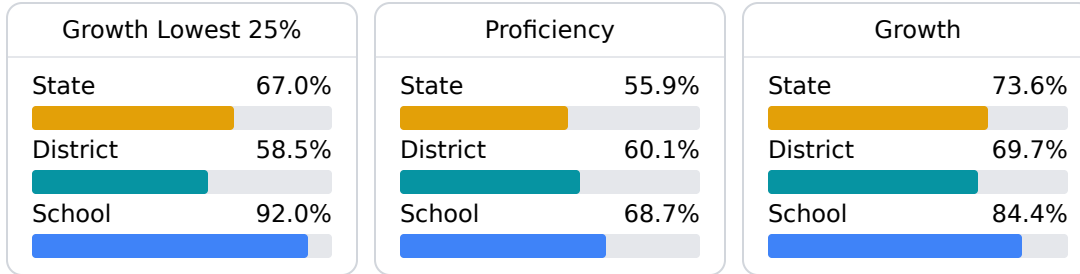 Growth Lowest 25%
State 67.0%
District 58.5%
School 92.0%
Proficiency
State 55.9%
District 60.1%
School 68.7%
Growth
State 73.6%
District 69.7%
School 84.4%